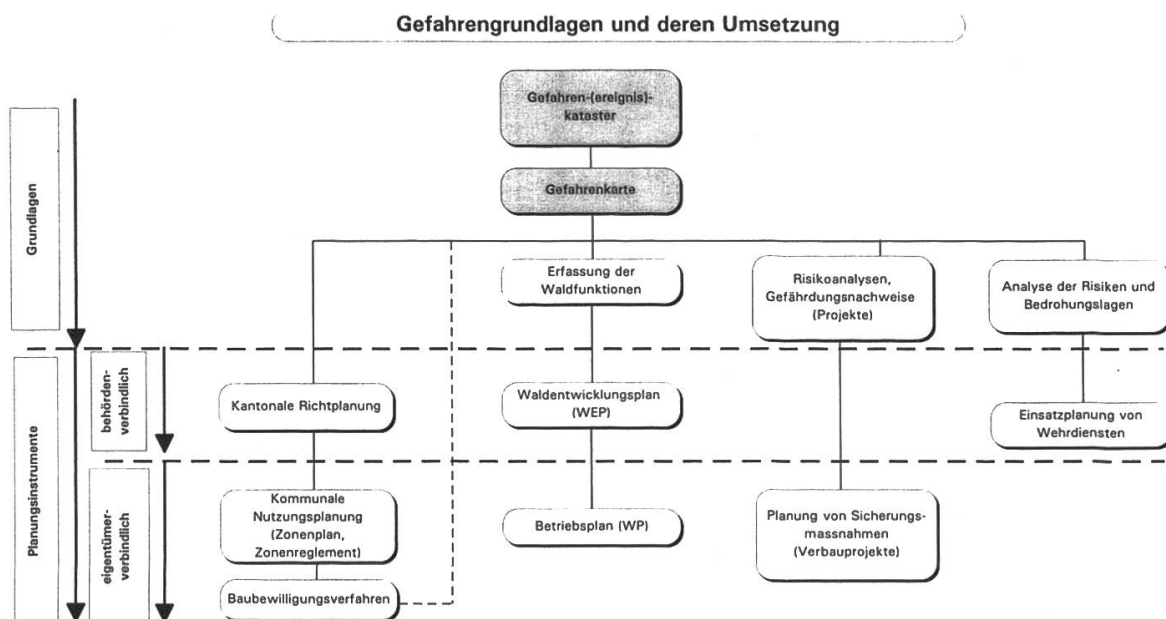 Gefahrengrundlagen und deren Umsetzung
Gefahren-(ereignis)-
kataster
Gefahrenkarte
Grundlagen
Erfassung der
Waldfunktionen
Risikoanalysen,
Gefährdungsnachweise
(Projekte)
Analyse der Risiken und
Bedrohungslagen
Planungsinstrumente
behörden-
verbindlich
Kantonale Richtplanung
Waldentwicklungsplan
(WEP)
Einsatzplanung von
Wehrdiensten
eigentümer-
verbindlich
Kommunale
Nutzungsplanung
(Zonenplan,
Zonenreglement)
Betriebsplan (WP)
Planung von Sicherungs-
massnahmen
(Verbauprojekte)
Baubewilligungsverfahren